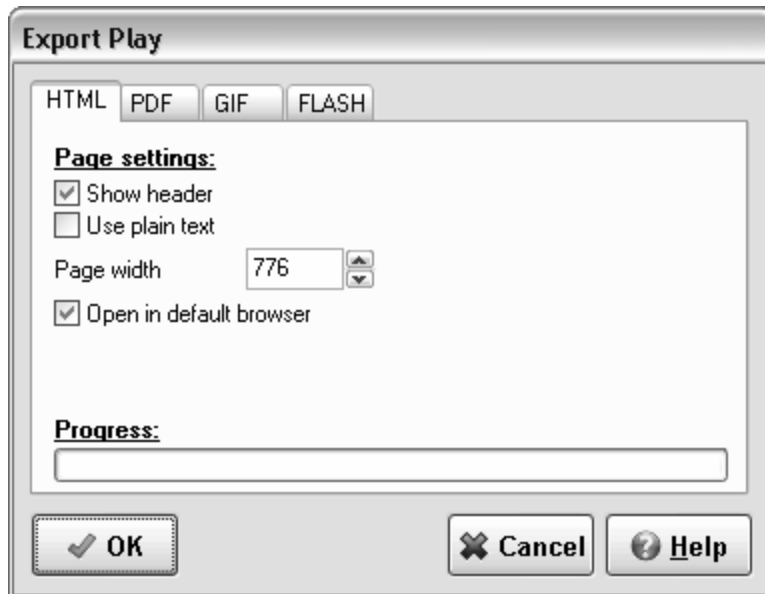 Export Play
HTML PDF GIF FLASH
Page settings:
Show header
Use plain text
Page width 776
Open in default browser
Progress:
OK Cancel Help